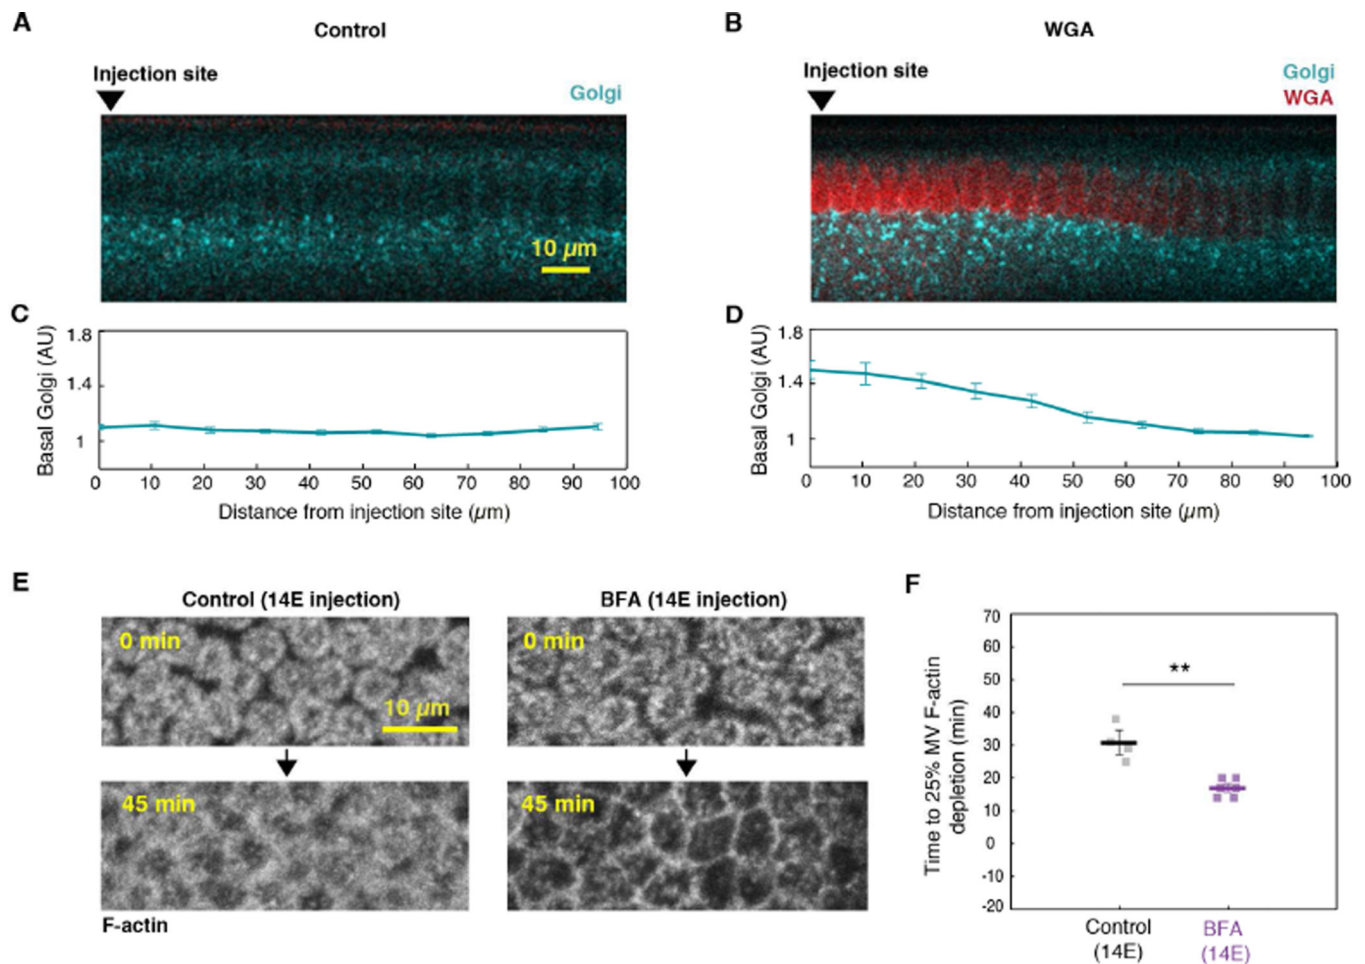 A
Control
Injection site
Golgi
10 µm
B
WGA
Injection site
Golgi
WGA
C
Basal Golgi (AU)
1.8
1.4
1
0 10 20 30 40 50 60 70 80 90 100
Distance from injection site (µm)
D
Basal Golgi (AU)
1.8
1.4
1
0 10 20 30 40 50 60 70 80 90 100
Distance from injection site (µm)
E
Control (14E injection)
0 min
10 µm
45 min
F-actin
BFA (14E injection)
0 min
45 min
F
Time to 25% MV F-actin
depletion (min)
70
60
50
40
30
20
10
0
-10
-20
**
Control
(14E)
BFA
(14E)